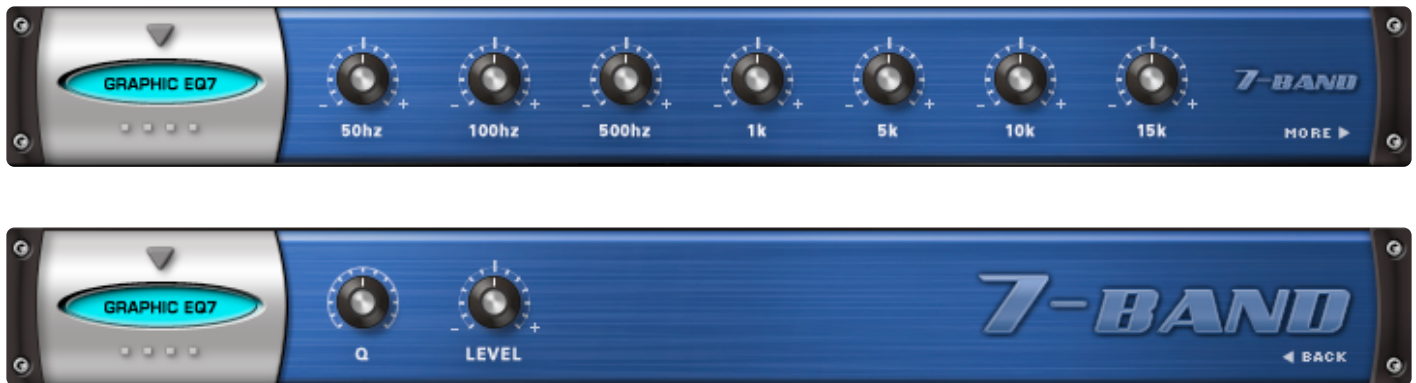 GRAPHIC EQ7
7-BAND
- + - + - + - + - + - + - +
50hz 100hz 500hz 1k 5k 10k 15k
MORE ▶
GRAPHIC EQ7
7-BAND
- +
Q LEVEL
◀ BACK